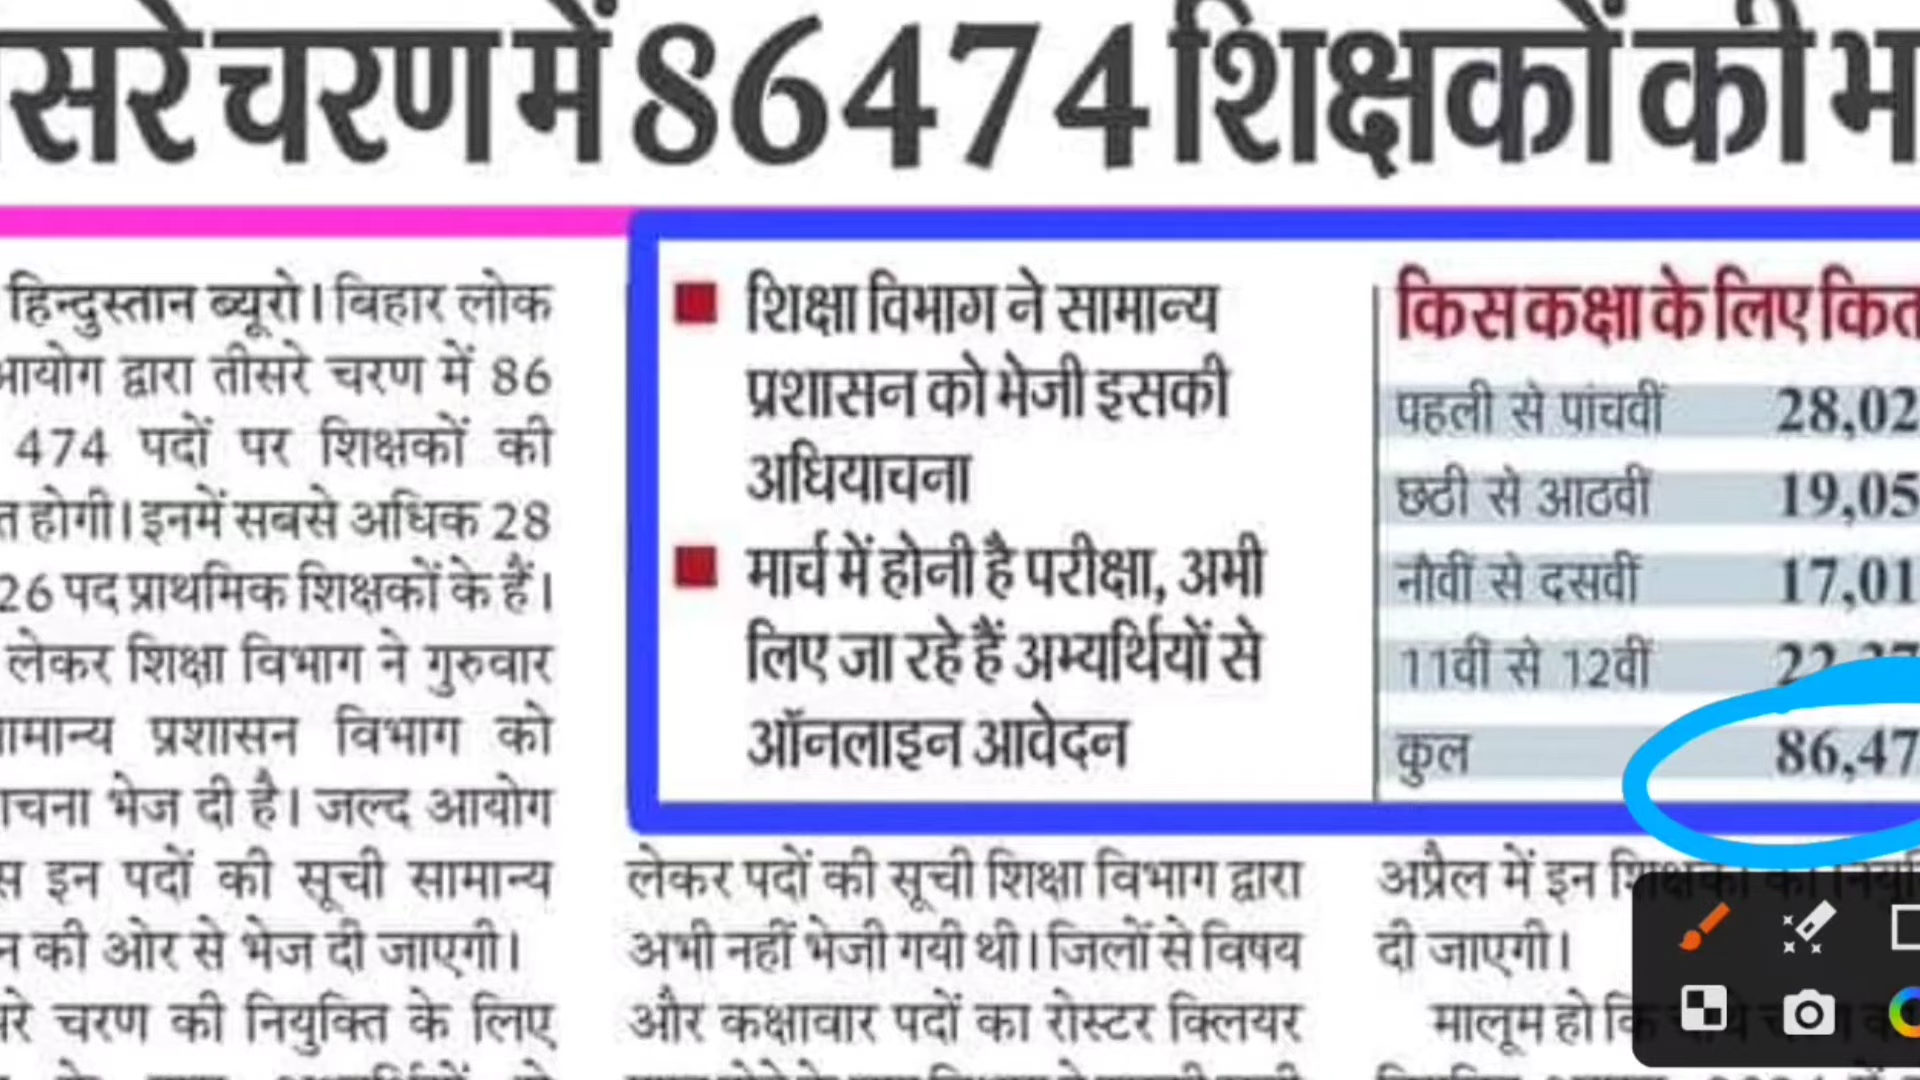 चरण में 86474 शिक्षकों की
हिन्दुस्तान ब्यूरो। बिहार लोक
आयोग द्वारा तीसरे चरण में 86
474 पदों पर शिक्षकों की
होगी। इनमें सबसे अधिक 28
26 पद प्राथमिक शिक्षकों के हैं।
लेकर शिक्षा विभाग ने गुरुवार
प्रशासन विभाग को
भेज दी है। जल्द आयोग
इन पदों की सूची सामान्य
की ओर से भेज दी जाएगी।
चरण की नियुक्ति के लिए
■ शिक्षा विभाग ने सामान्य
प्रशासन को भेजी इसकी
अधियाचना
■ मार्च में होनी है परीक्षा, अभी
लिए जा रहे हैं अभ्यर्थियों से
ऑनलाइन आवेदन
किस कक्षा के लिए
पहली से पांचवीं 28,02
छठी से आठवीं 19,05
नौवीं से दसवीं 17,01
11वीं से 12वीं
कुल 86,47
लेकर पदों की सूची शिक्षा विभाग द्वारा
अभी नहीं भेजी गयी थी। जिलों से विषय
और कक्षावार पदों का रोस्टर क्लियर
अप्रैल में इन
दी जाएगी।
मालूम हो कि